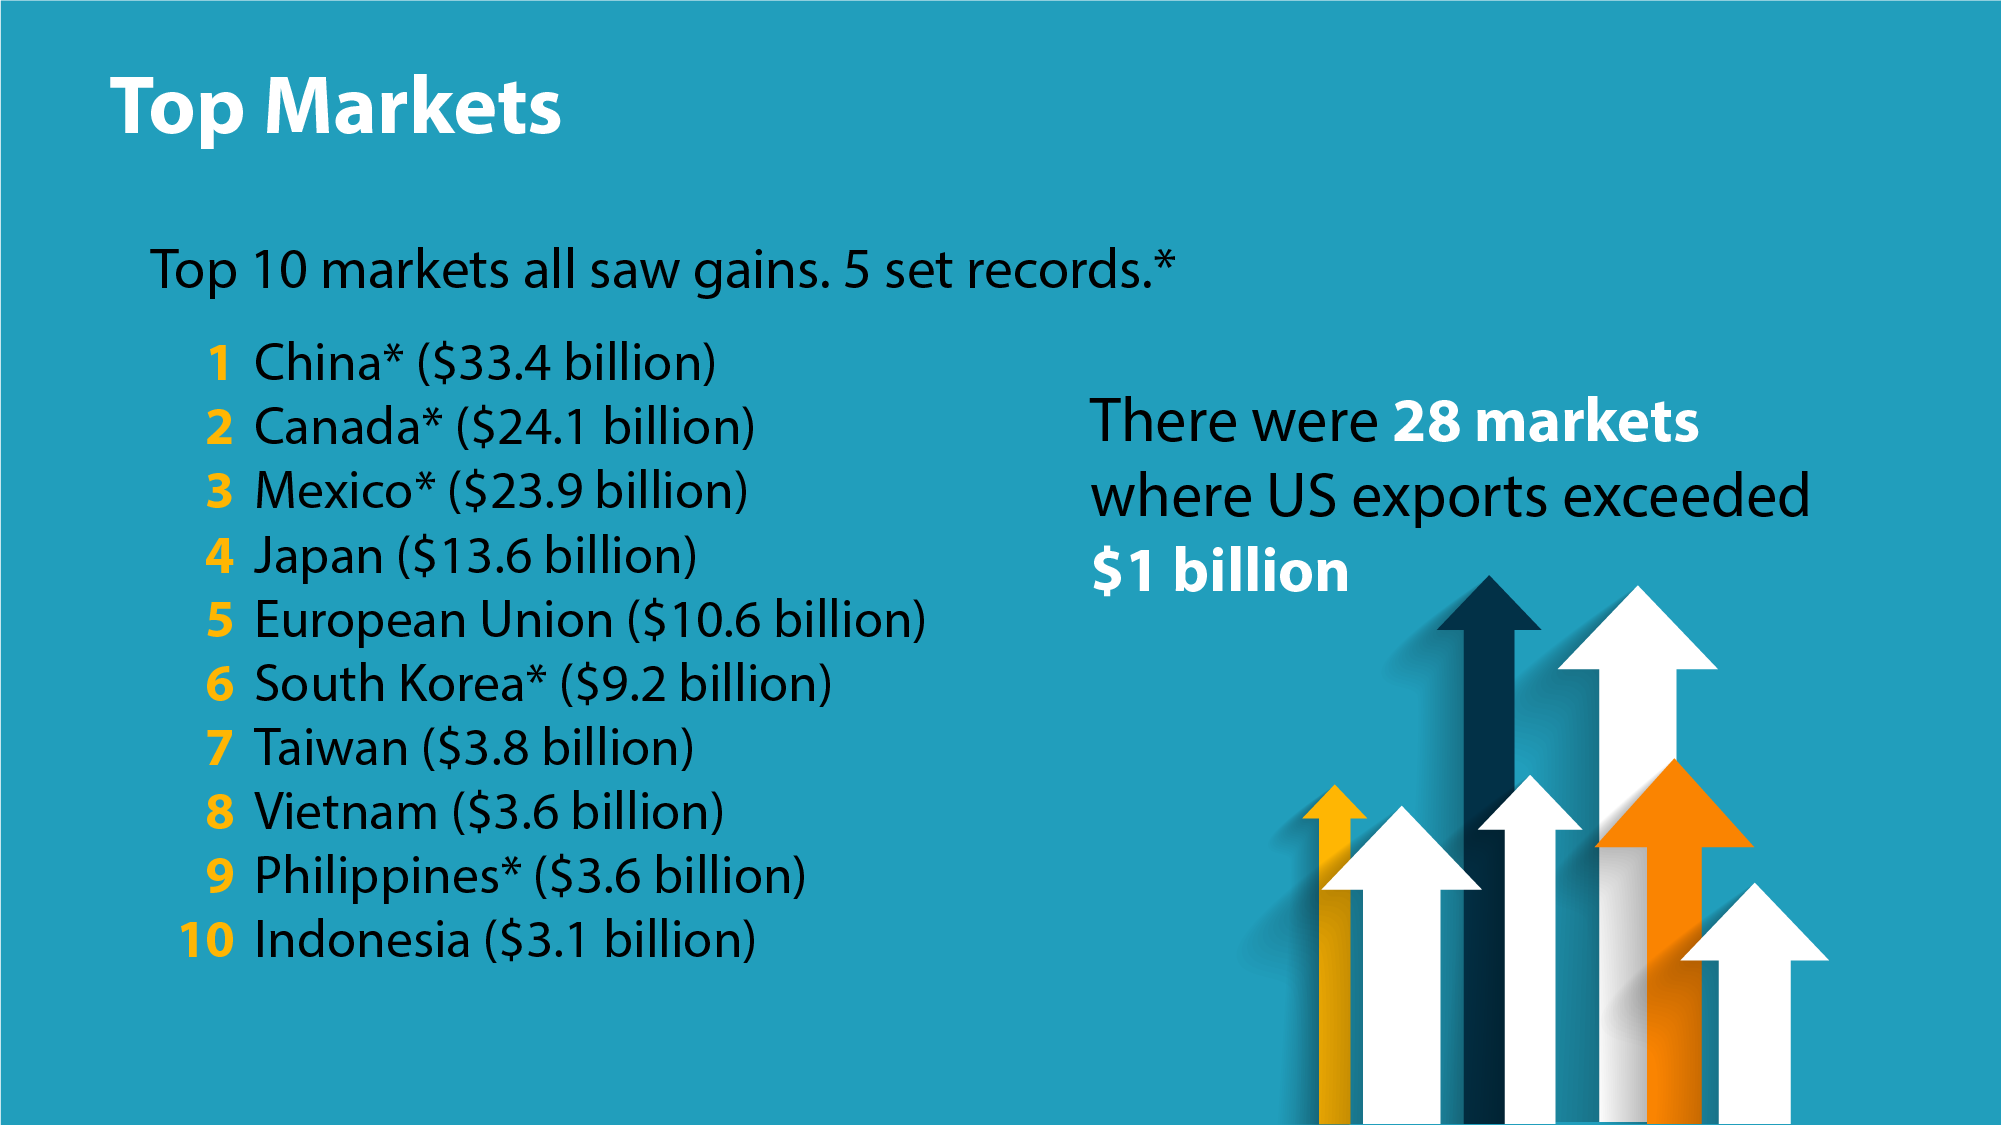 Top Markets
Top 10 markets all saw gains. 5 set records.*
1 China* ($33.4 billion)
2 Canada* ($24.1 billion)
3 Mexico* ($23.9 billion)
4 Japan ($13.6 billion)
5 European Union ($10.6 billion)
6 South Korea* ($9.2 billion)
7 Taiwan ($3.8 billion)
8 Vietnam ($3.6 billion)
9 Philippines* ($3.6 billion)
10 Indonesia ($3.1 billion)
There were 28 markets
where US exports exceeded
$1 billion